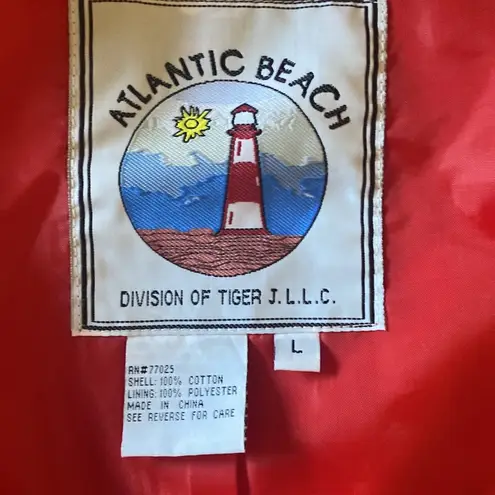 ATLANTIC BEACH
DIVISION OF TIGER J.L.L.C.
L
RN#77025
SHELL: 100% COTTON
LINING: 100% POLYESTER
MADE IN CHINA
SEE REVERSE FOR CARE